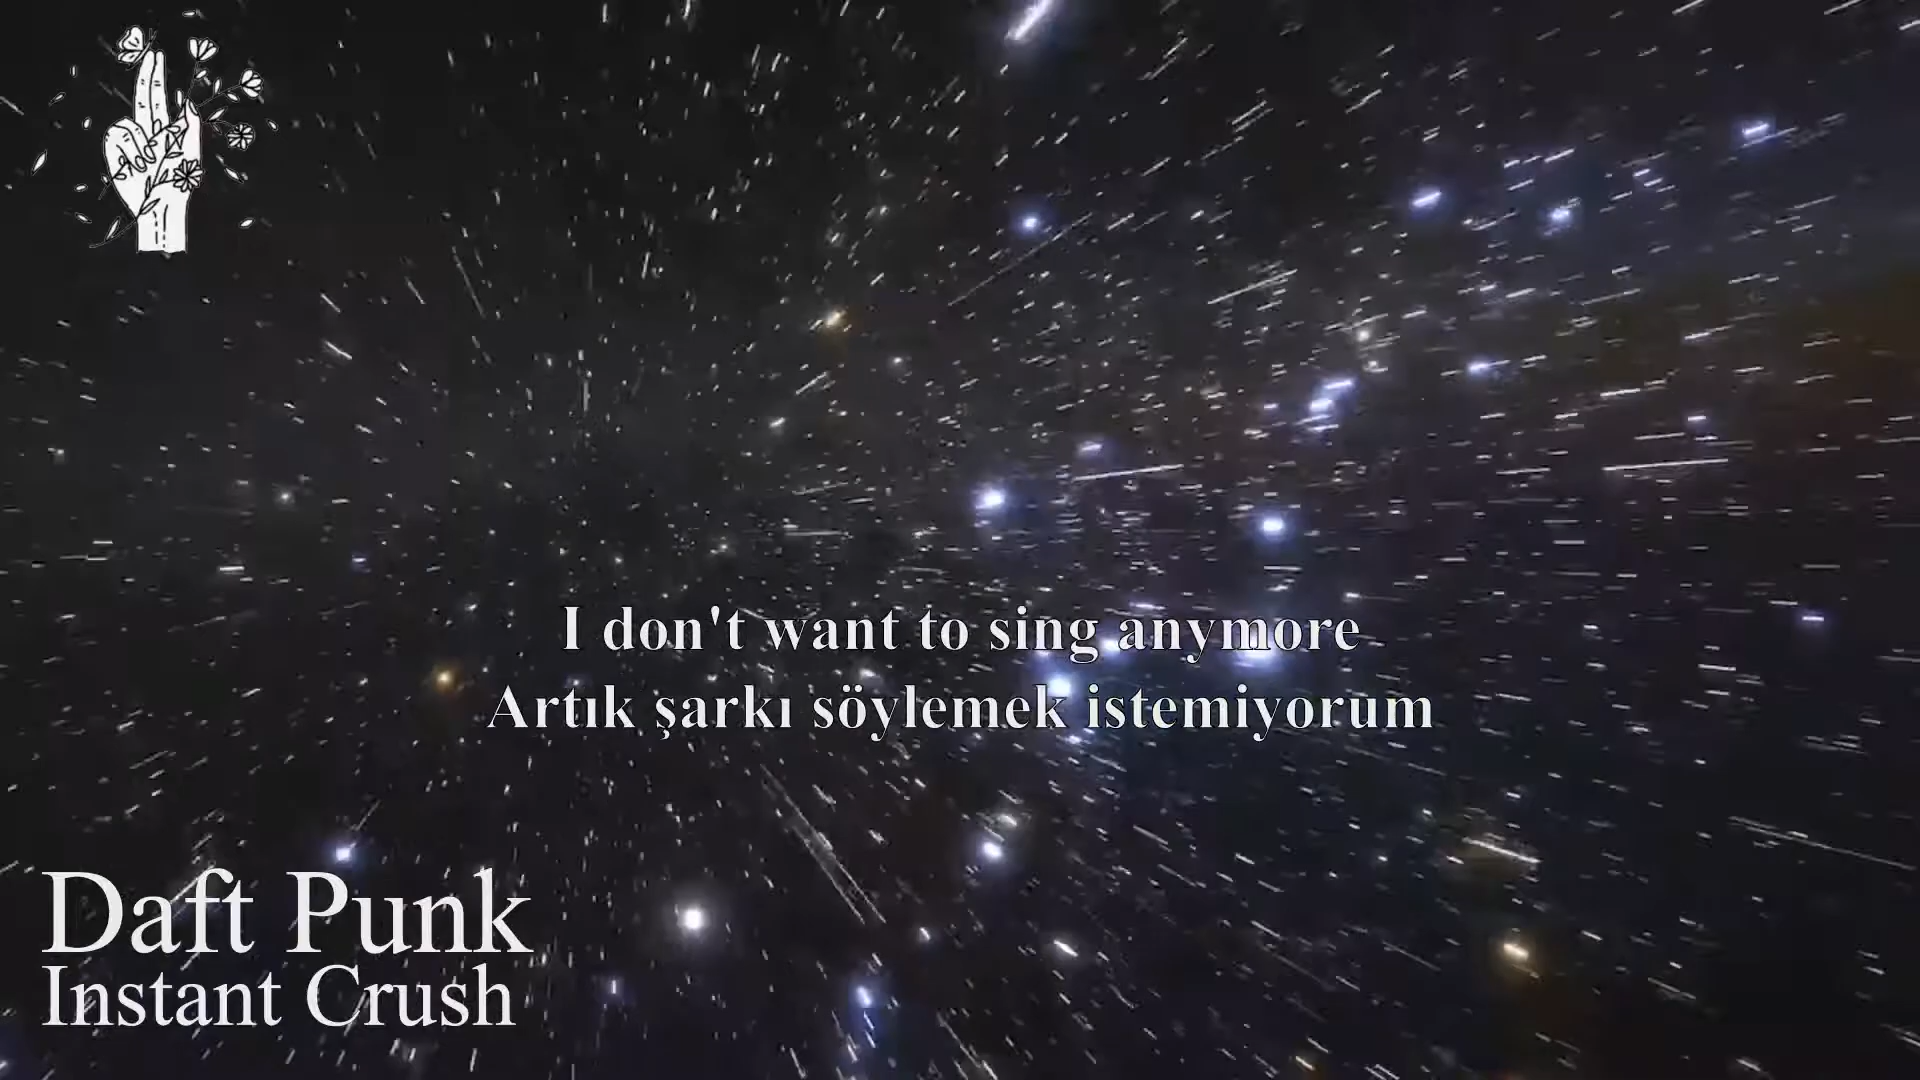 I don't want to sing anymore
Artık şarkı söylemek istemiyorum
Daft Punk
Instant Crush